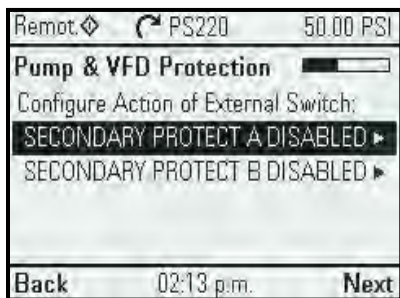 Remot. PS220 50.00 PSI
Pump & VFD Protection
Configure Action of External Switch:
SECONDARY PROTECT A DISABLED
SECONDARY PROTECT B DISABLED
Back 02:13 p.m. Next